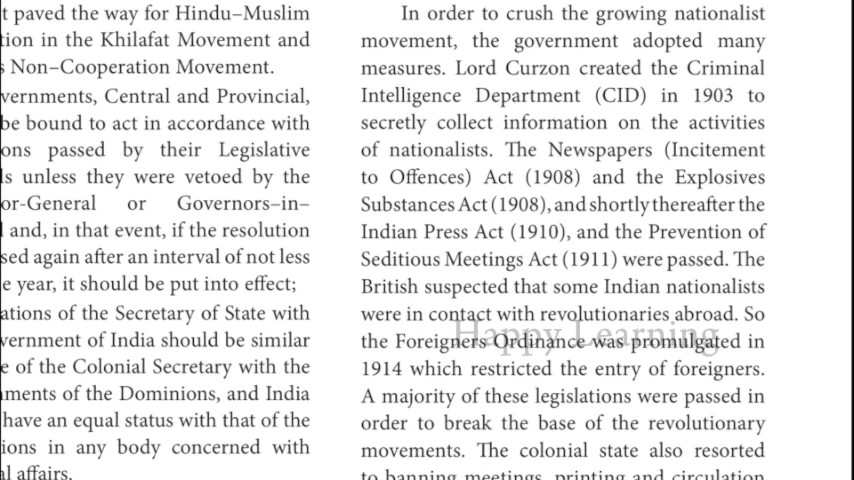 t paved the way for Hindu–Muslim
tion in the Khilafat Movement and
s Non–Cooperation Movement.
vernments, Central and Provincial,
be bound to act in accordance with
ons passed by their Legislative
ls unless they were vetoed by the
or-General or Governors–in–
l and, in that event, if the resolution
sed again after an interval of not less
e year, it should be put into effect;
ations of the Secretary of State with
vernment of India should be similar
e of the Colonial Secretary with the
nments of the Dominions, and India
have an equal status with that of the
ions in any body concerned with
al affairs.
In order to crush the growing nationalist
movement, the government adopted many
measures. Lord Curzon created the Criminal
Intelligence Department (CID) in 1903 to
secretly collect information on the activities
of nationalists. The Newspapers (Incitement
to Offences) Act (1908) and the Explosives
Substances Act (1908), and shortly thereafter the
Indian Press Act (1910), and the Prevention of
Seditious Meetings Act (1911) were passed. The
British suspected that some Indian nationalists
were in contact with revolutionaries abroad. So
the Foreigners Ordinance was promulgated in
1914 which restricted the entry of foreigners.
A majority of these legislations were passed in
order to break the base of the revolutionary
movements. The colonial state also resorted
to banning meetings, printing and circulation
Happy Learning